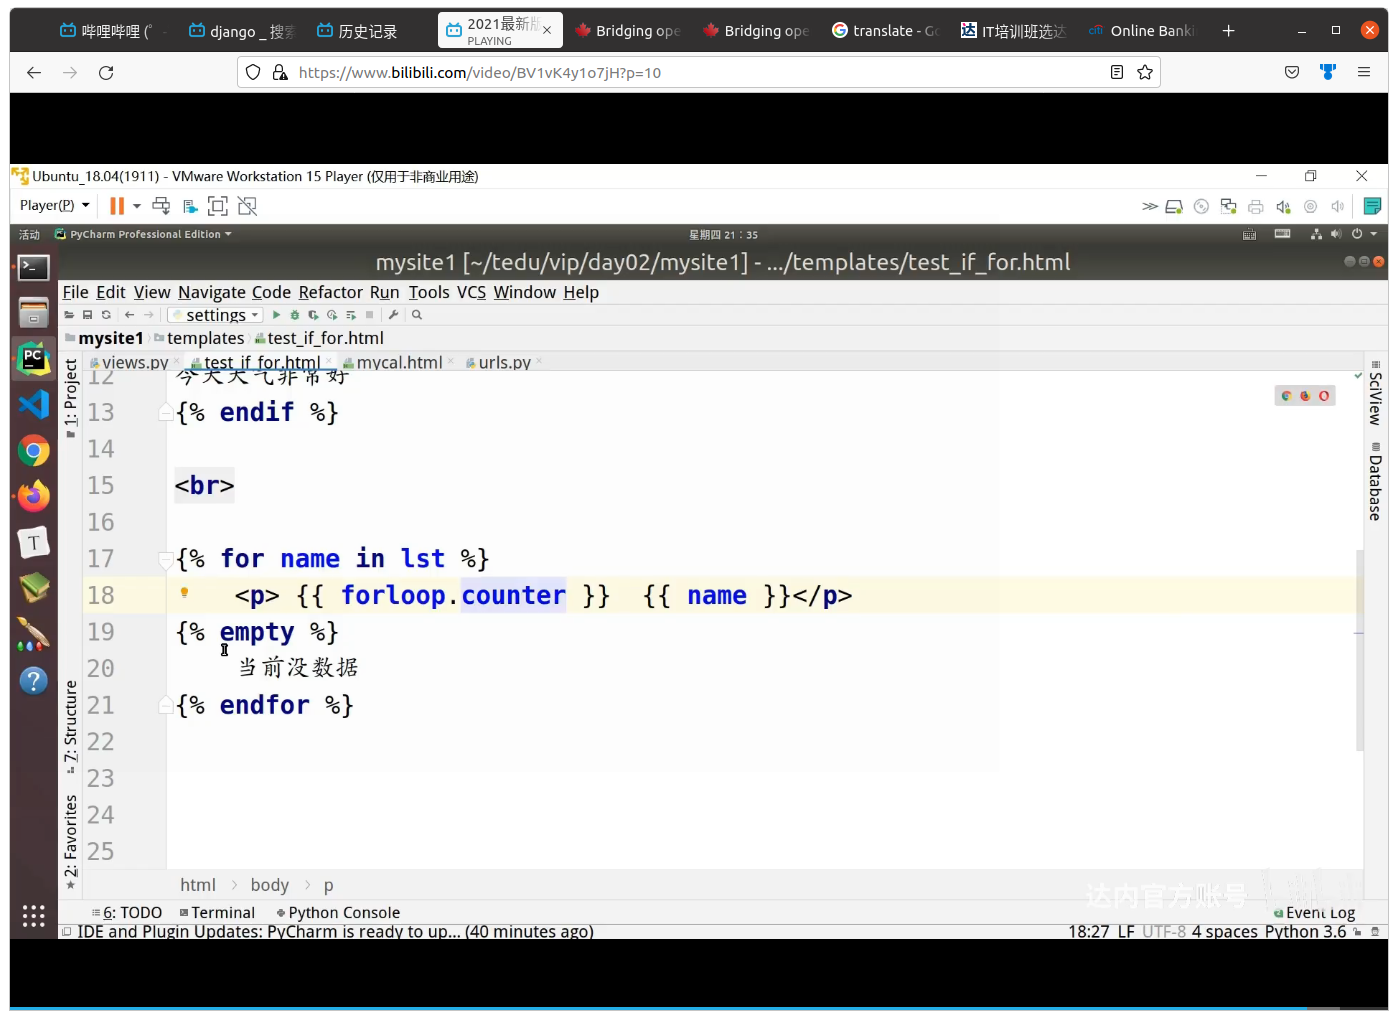 哔哩哔哩 (
django _ 搜索
历史记录
2021最新版
PLAYING
Bridging ope
Bridging ope
translate - Go
IT培训班选达
Online Banki
https://www.bilibili.com/video/BV1vK4y1o7jH?p=10
Ubuntu_18.04(1911) - VMware Workstation 15 Player (仅用于非商业用途)
Player(P)
活动 PyCharm Professional Edition 星期四 21：35
mysite1 [~/tedu/vip/day02/mysite1] - .../templates/test_if_for.html
File Edit View Navigate Code Refactor Run Tools VCS Window Help
settings
mysite1 templates test_if_for.html
views.py test_if_for.html mycal.html urls.py
12 今天天气非常好
13 {% endif %}
14
15 <br>
16
17 {% for name in lst %}
18 <p> {{ forloop.counter }} {{ name }}</p>
19 {% empty %}
20 当前没数据
21 {% endfor %}
22
23
24
25
1: Project
7: Structure
2: Favorites
SciView
Database
html > body > p
达内官方账号
6: TODO Terminal Python Console Event Log
IDE and Plugin Updates: PyCharm is ready to up... (40 minutes ago) 18:27 LF UTF-8 4 spaces Python 3.6